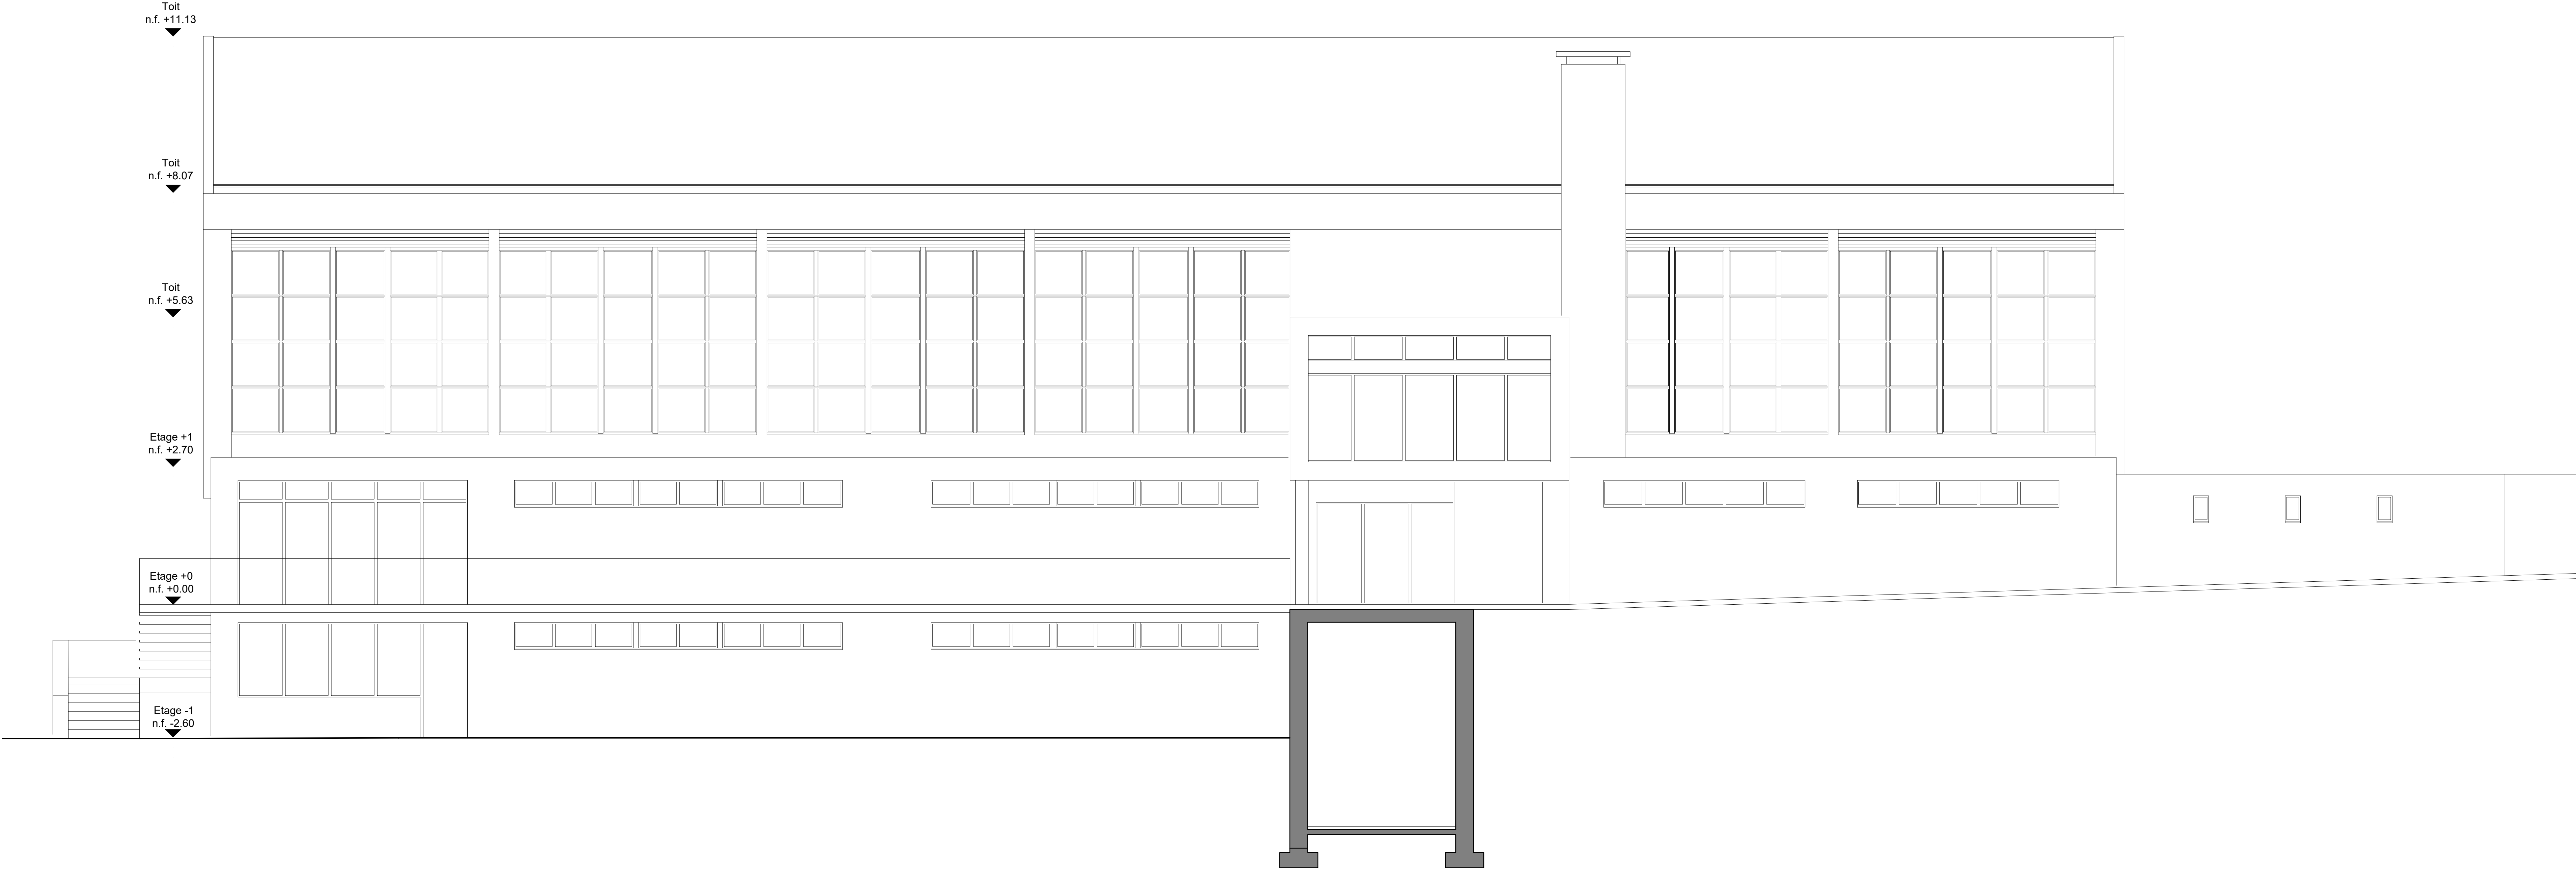 Toit
n.f. +11.13
Toit
n.f. +8.07
Toit
n.f. +5.63
Etage +1
n.f. +2.70
Etage +0
n.f. +0.00
Etage -1
n.f. -2.60